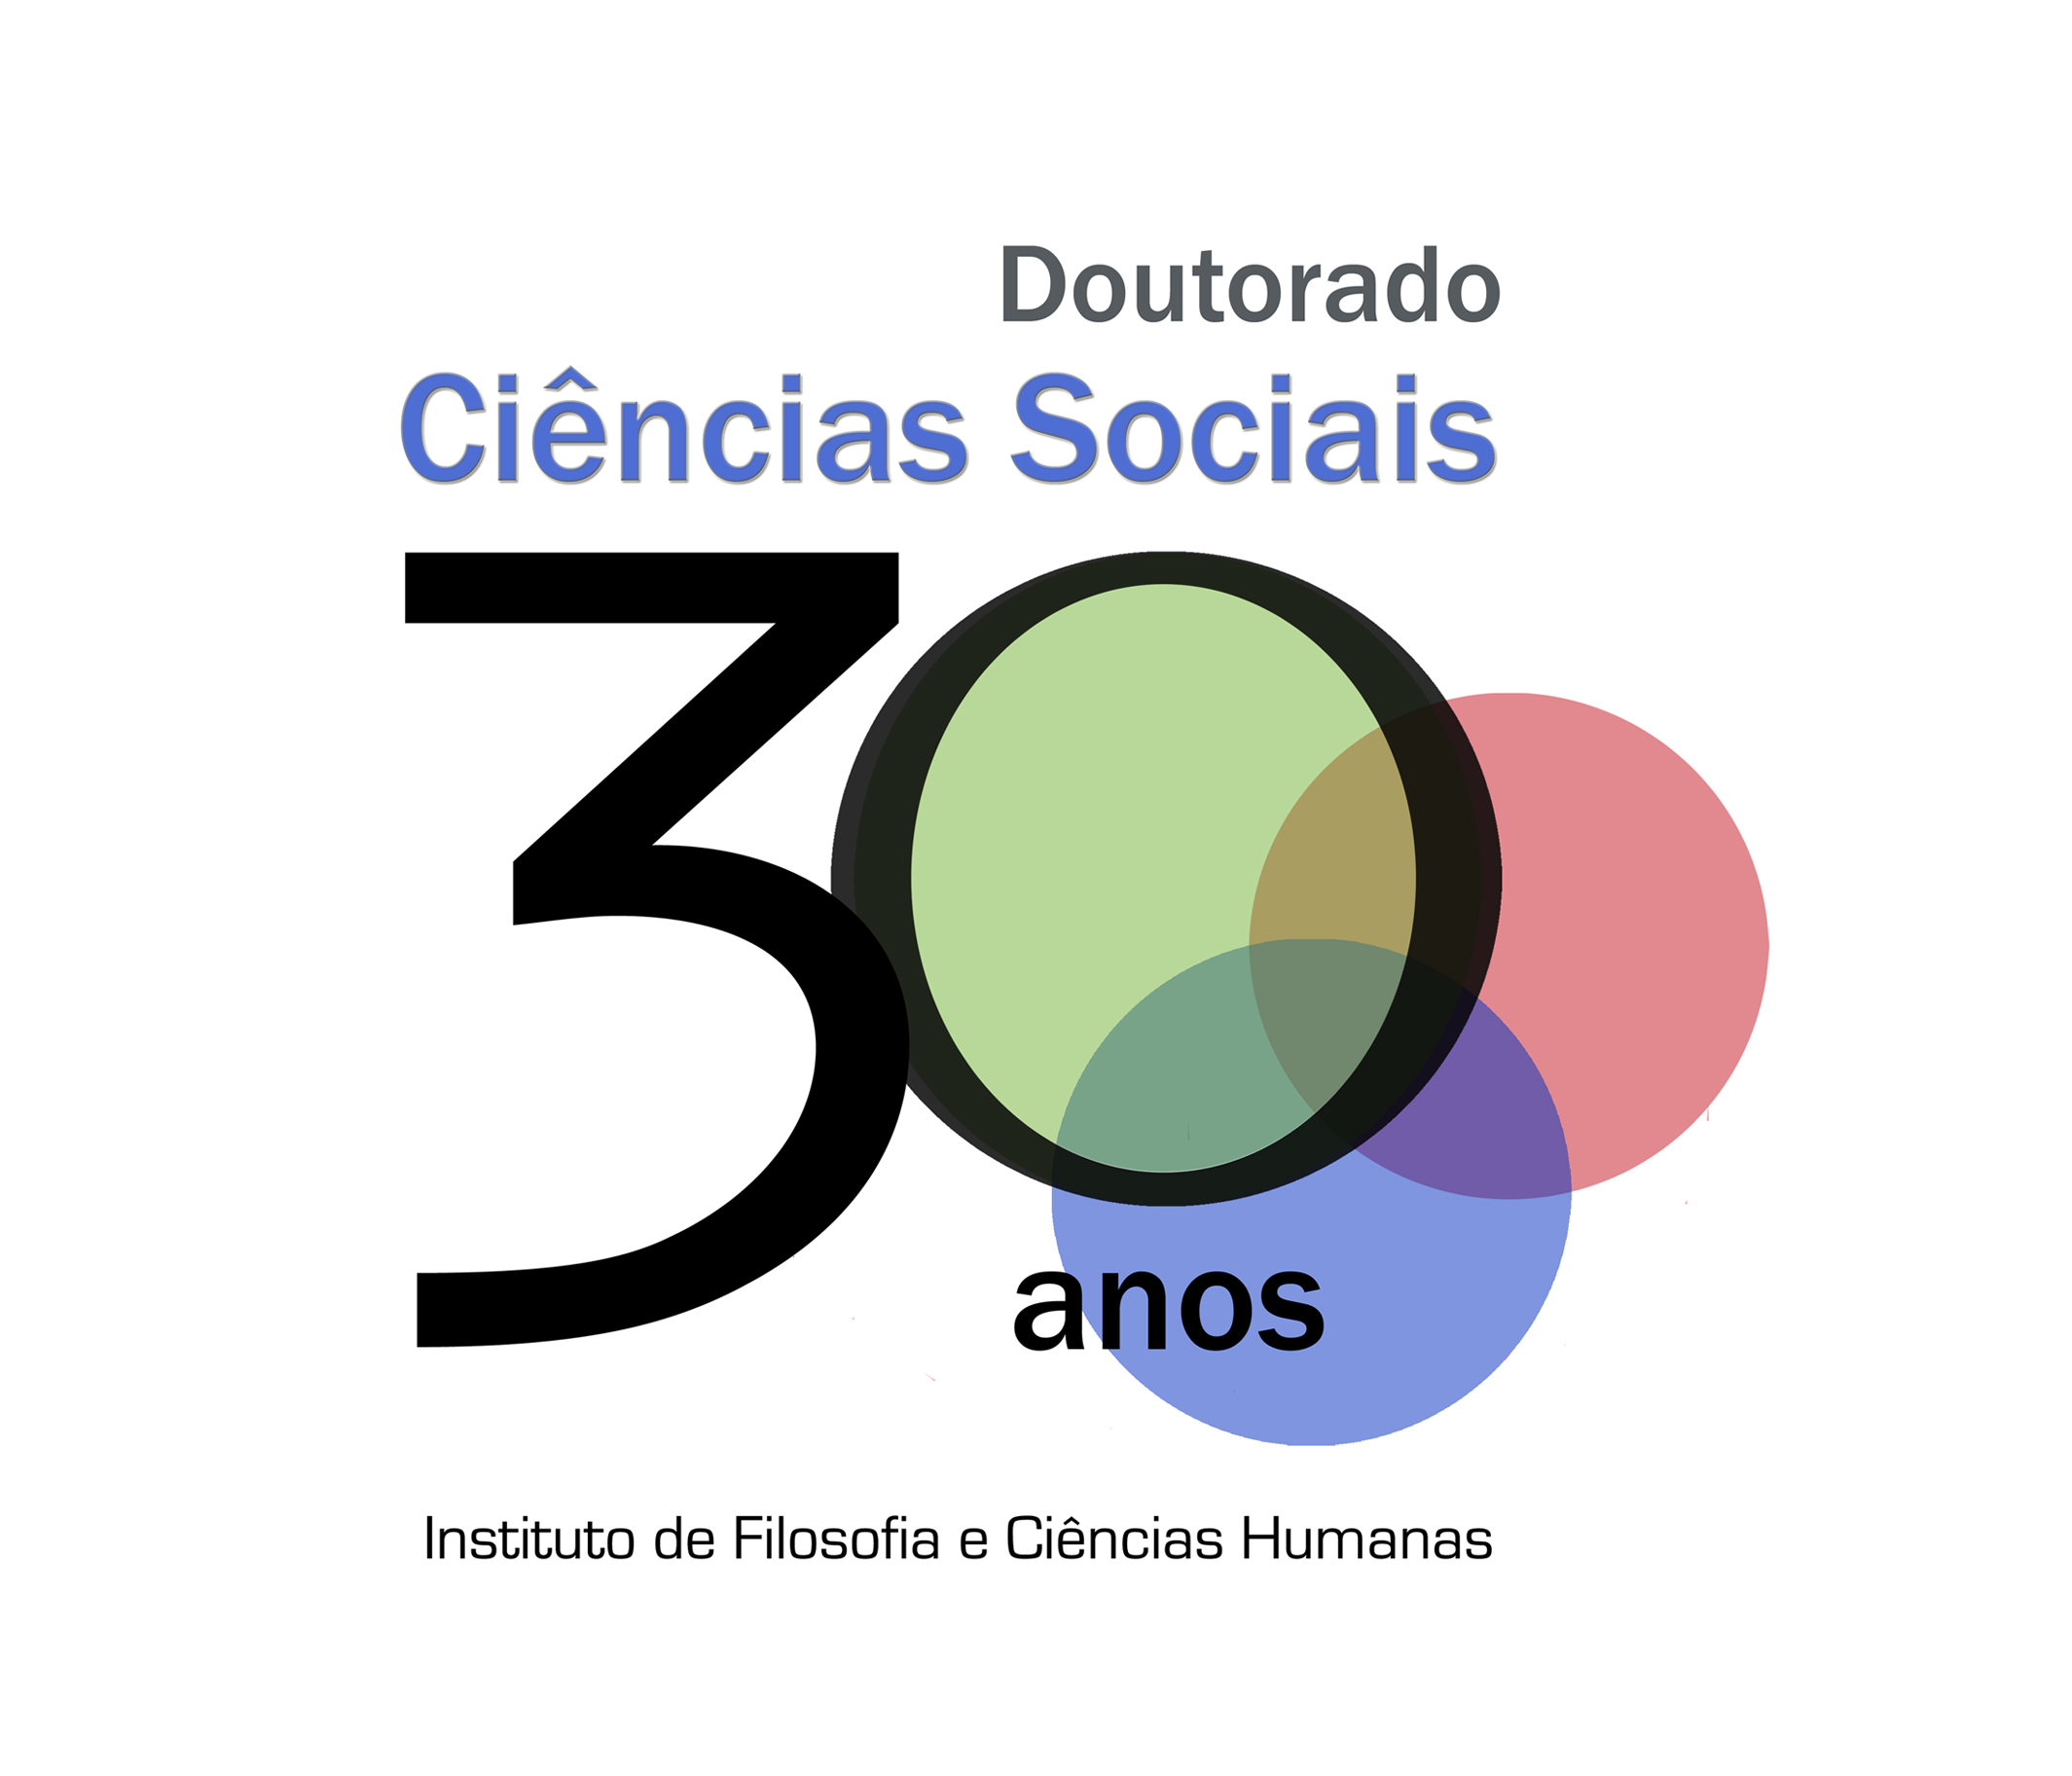 Doutorado
Ciências Sociais
30
anos
Instituto de Filosofia e Ciências Humanas